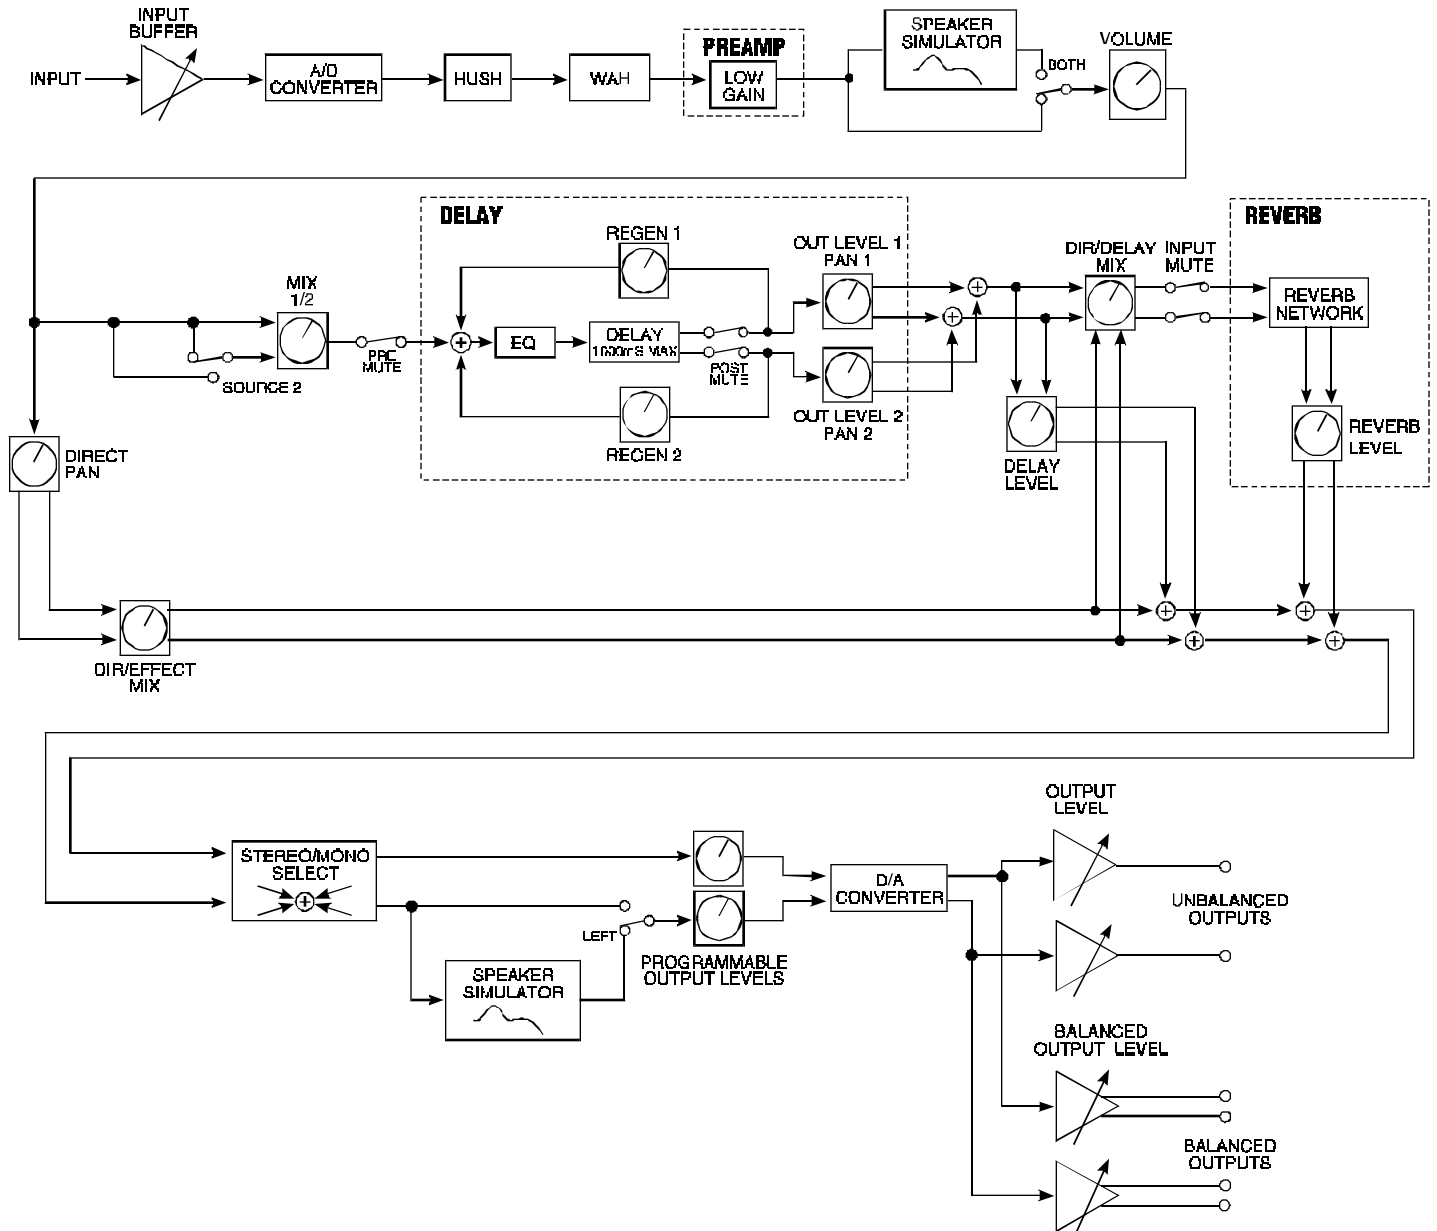 INPUT
BUFFER
INPUT
A/D
CONVERTER
HUSH
WAH
PREAMP
LOW
GAIN
SPEAKER
SIMULATOR
BOTH
VOLUME
DELAY
REVERB
REGEN 1
OUT LEVEL 1
PAN 1
DIR/DELAY
MIX
INPUT
MUTE
MIX
1/2
REVERB
NETWORK
EQ
DELAY
1000mS MAX
PRE
MUTE
POST
MUTE
SOURCE 2
OUT LEVEL 2
PAN 2
REGEN 2
DIRECT
PAN
DELAY
LEVEL
REVERB
LEVEL
DIR/EFFECT
MIX
OUTPUT
LEVEL
STEREO/MONO
SELECT
D/A
CONVERTER
UNBALANCED
OUTPUTS
LEFT
PROGRAMMABLE
OUTPUT LEVELS
SPEAKER
SIMULATOR
BALANCED
OUTPUT LEVEL
BALANCED
OUTPUTS